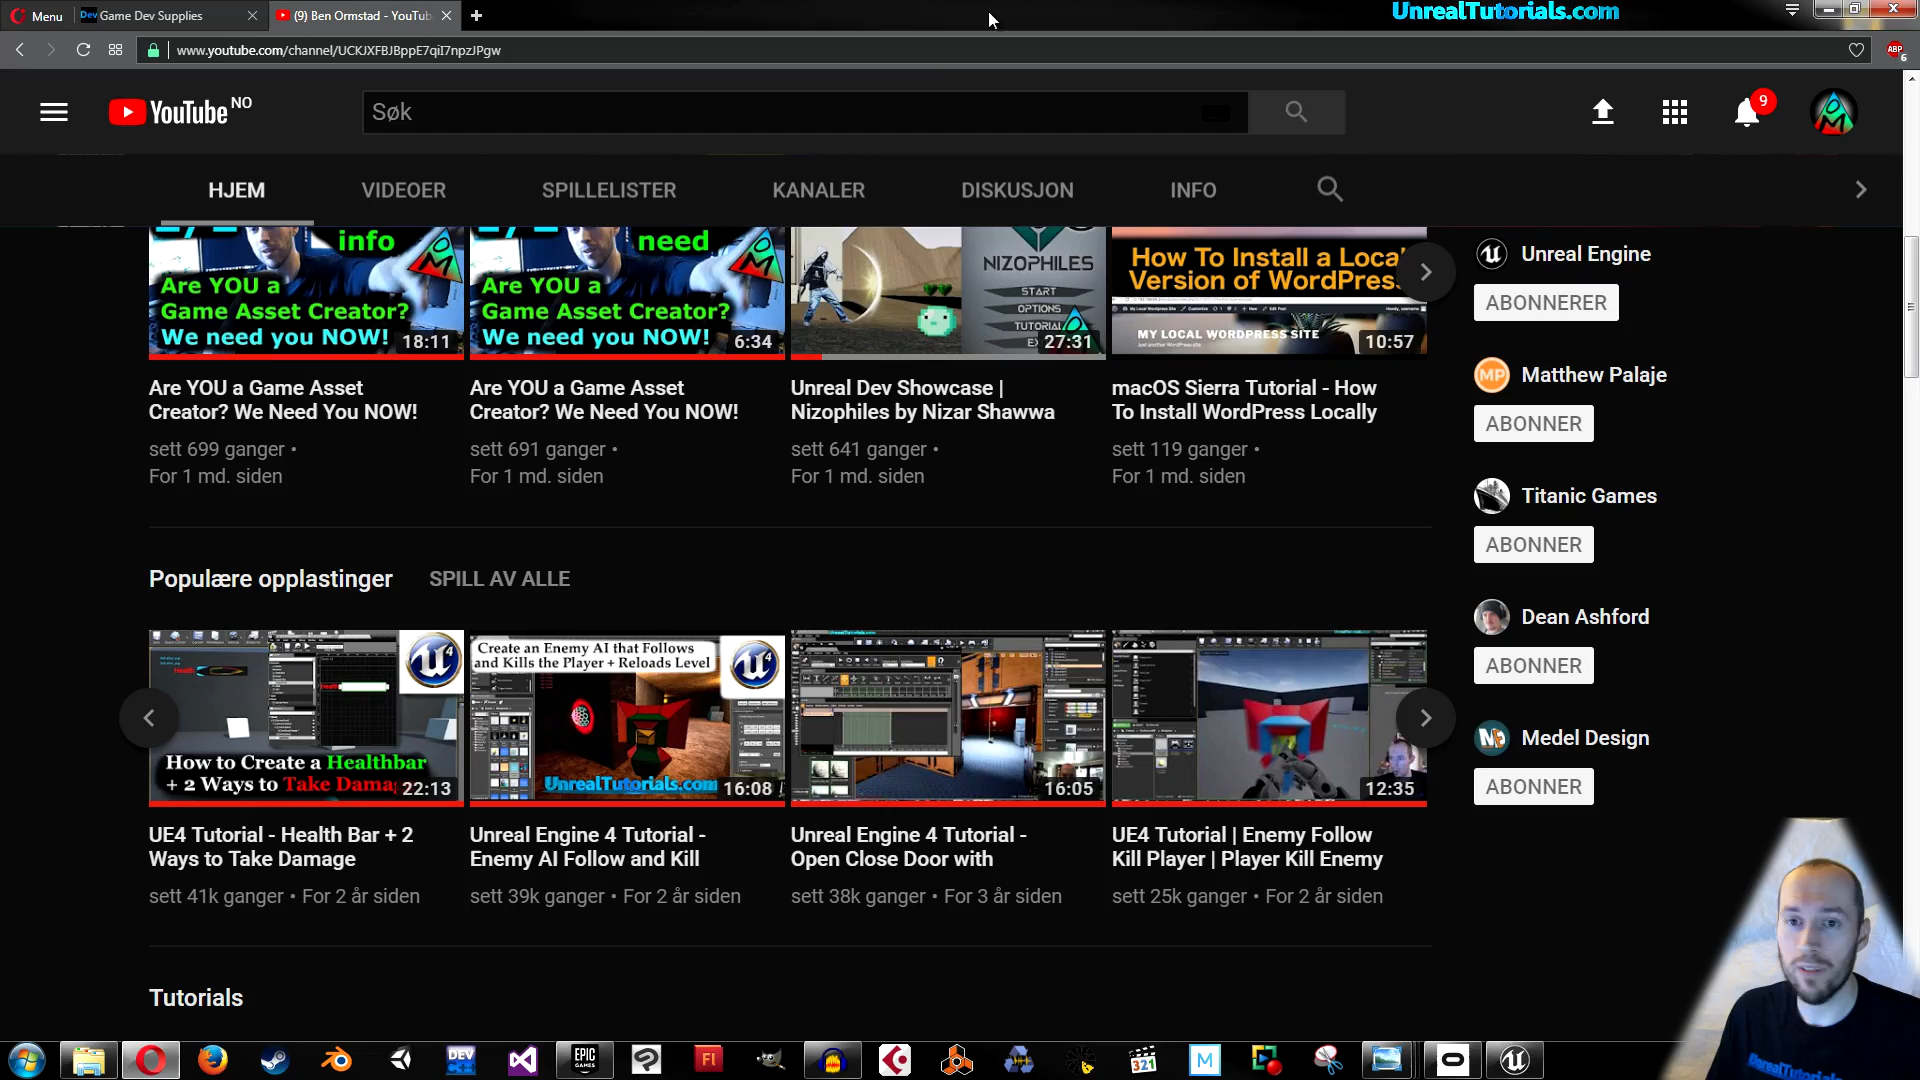 Menu
Dev Game Dev Supplies
(9) Ben Ormstad - YouTub
UnrealTutorials.com
www.youtube.com/channel/UCKJXFBJBppE7qiI7npzJPgw
ABP
6
YouTube NO
Søk
9
HJEM
VIDEOER
SPILLELISTER
KANALER
DISKUSJON
INFO
info
Are YOU a
Game Asset Creator?
We need you NOW!
18:11
need
Are YOU a
Game Asset Creator?
We need you NOW!
6:34
NIZOPHILES
START
OPTIONS
TUTORIAL
27:31
How To Install a Local
Version of WordPress
MY LOCAL WORDPRESS SITE
10:57
Are YOU a Game Asset
Creator? We Need You NOW!
sett 699 ganger •
For 1 md. siden
Are YOU a Game Asset
Creator? We Need You NOW!
sett 691 ganger •
For 1 md. siden
Unreal Dev Showcase |
Nizophiles by Nizar Shawwa
sett 641 ganger •
For 1 md. siden
macOS Sierra Tutorial - How
To Install WordPress Locally
sett 119 ganger •
For 1 md. siden
Unreal Engine
ABONNERER
MP Matthew Palaje
ABONNER
Titanic Games
ABONNER
Dean Ashford
ABONNER
Medel Design
ABONNER
Populære opplastinger
SPILL AV ALLE
How to Create a Healthbar
+ 2 Ways to Take Dama
22:13
Create an Enemy AI that Follows
and Kills the Player + Reloads Level
UnrealTutorials.com
16:08
16:05
12:35
UE4 Tutorial - Health Bar + 2
Ways to Take Damage
sett 41k ganger • For 2 år siden
Unreal Engine 4 Tutorial -
Enemy AI Follow and Kill
sett 39k ganger • For 2 år siden
Unreal Engine 4 Tutorial -
Open Close Door with
sett 38k ganger • For 3 år siden
UE4 Tutorial | Enemy Follow
Kill Player | Player Kill Enemy
sett 25k ganger • For 2 år siden
Tutorials
DEV
EPIC
GAMES
Fl
321
M